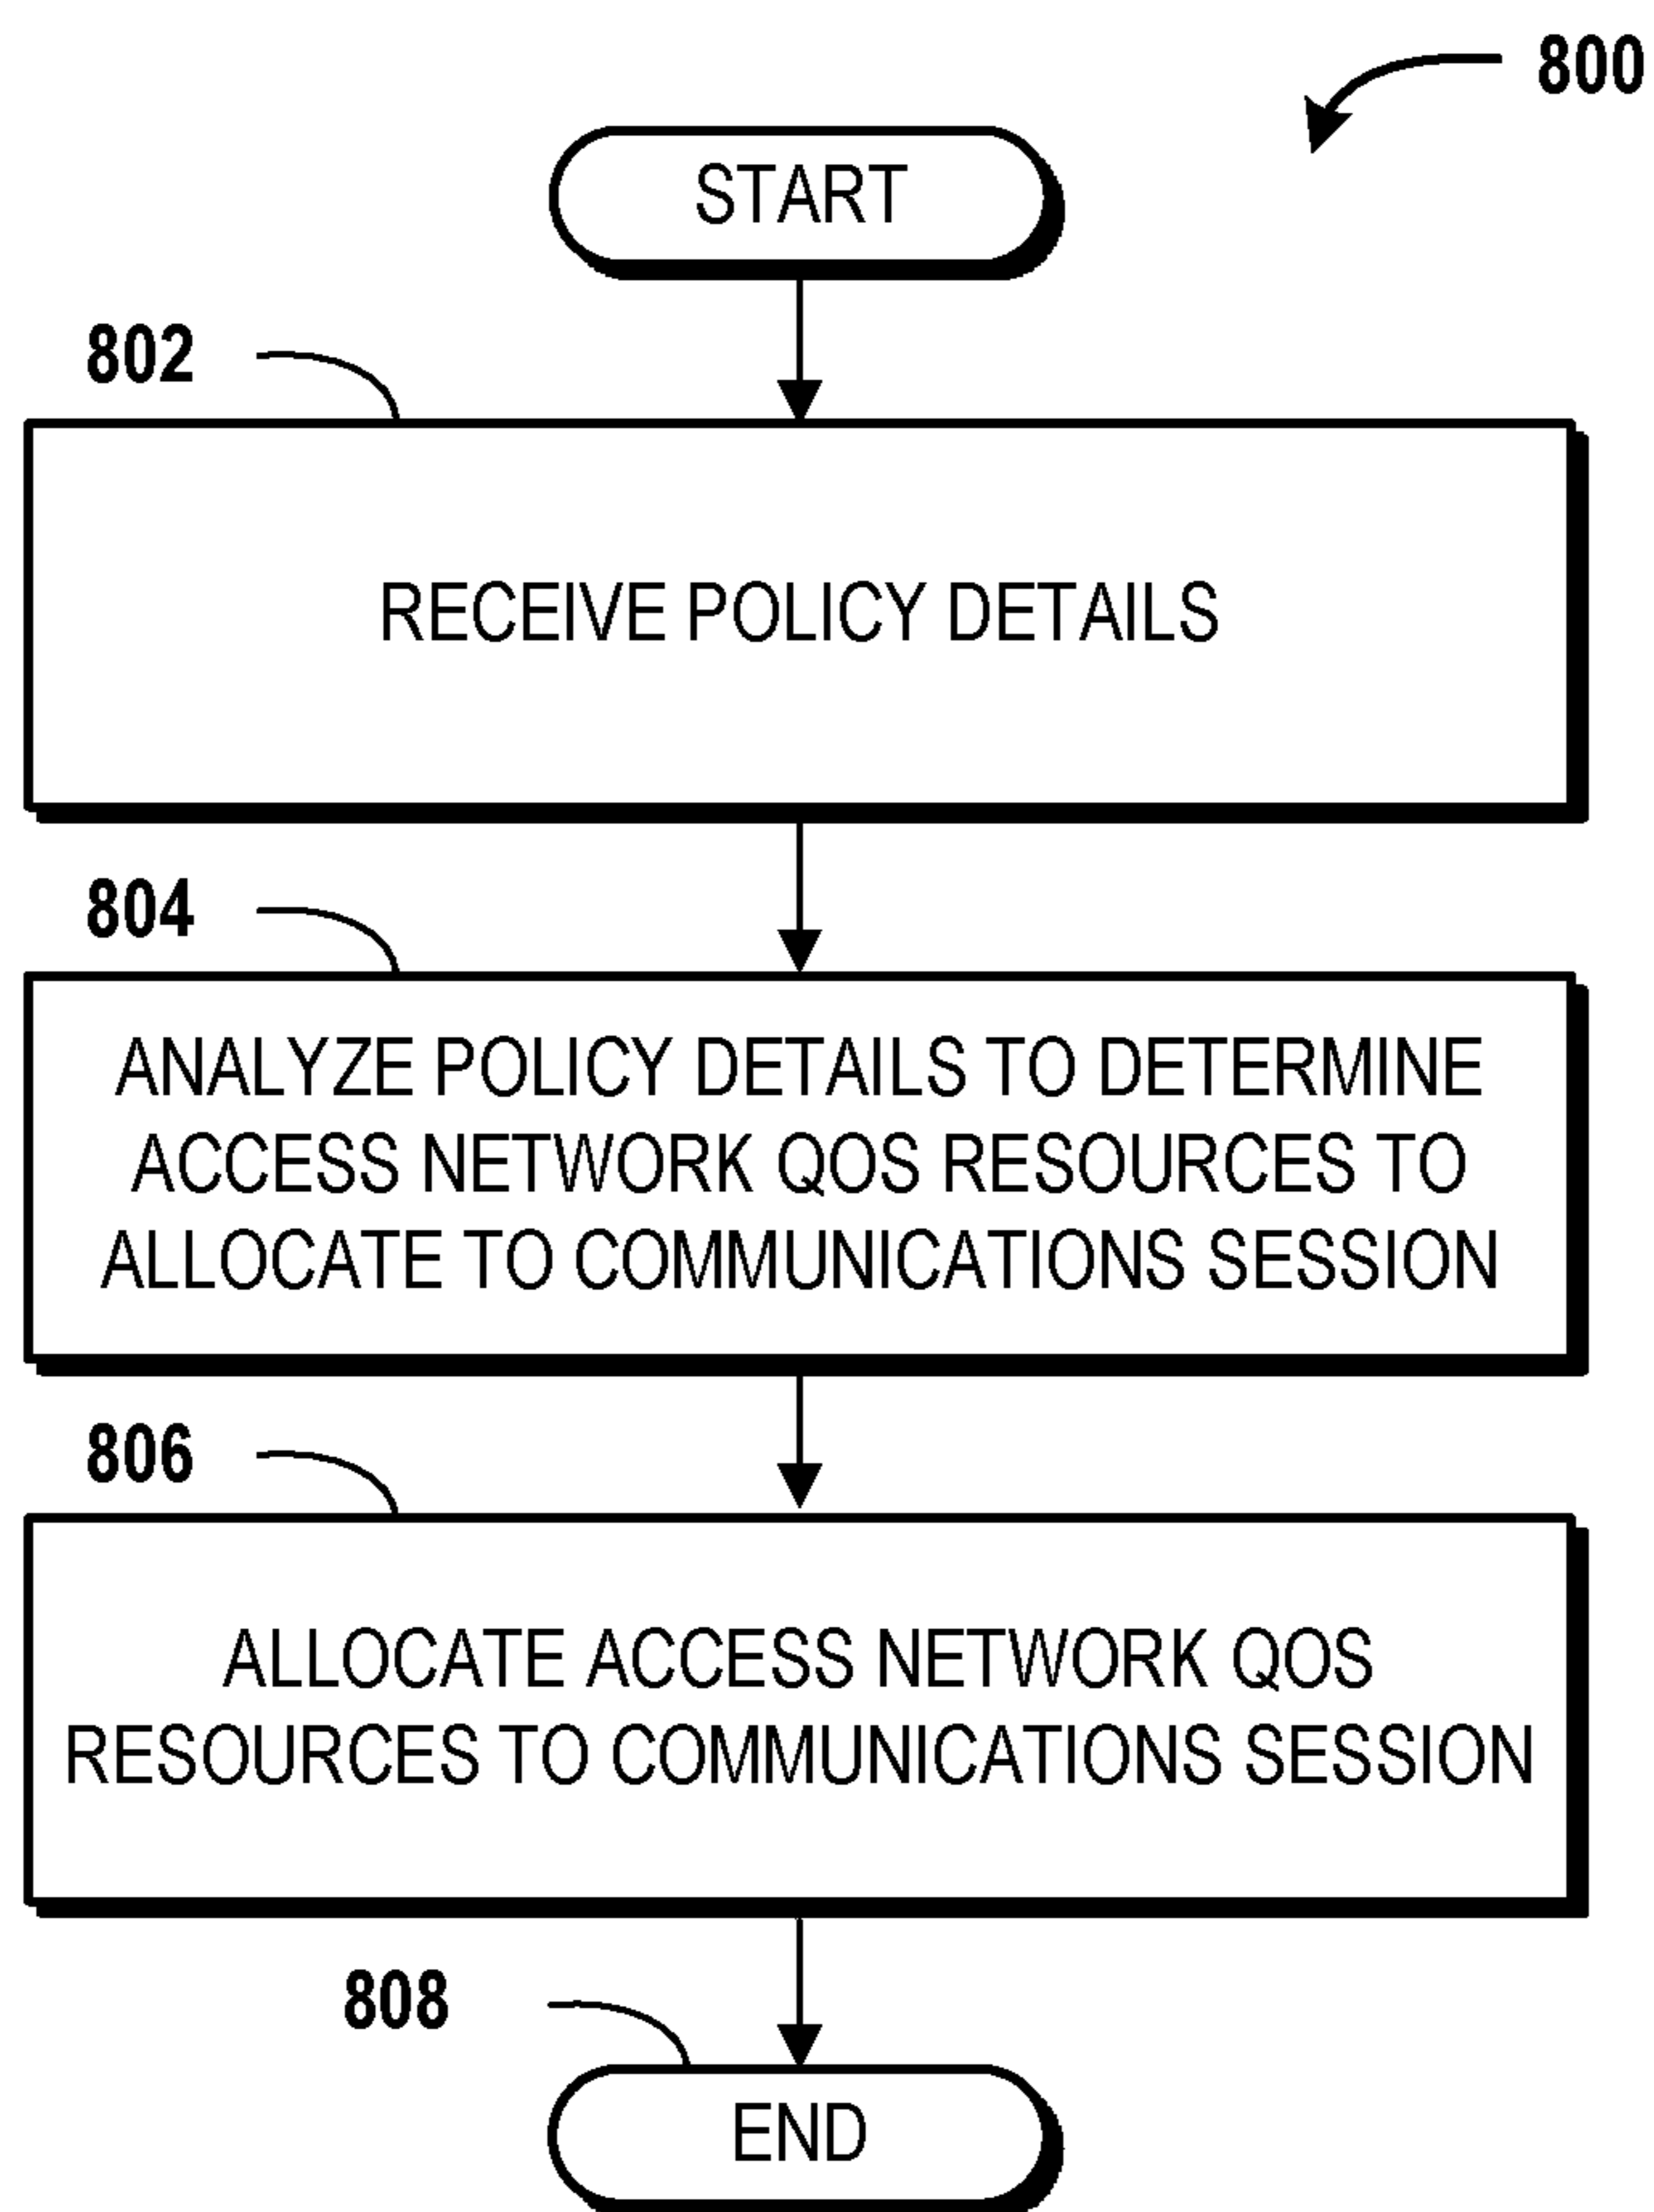 800
START
802
RECEIVE POLICY DETAILS
804
ANALYZE POLICY DETAILS TO DETERMINE
ACCESS NETWORK QOS RESOURCES TO
ALLOCATE TO COMMUNICATIONS SESSION
806
ALLOCATE ACCESS NETWORK QOS
RESOURCES TO COMMUNICATIONS SESSION
808
END